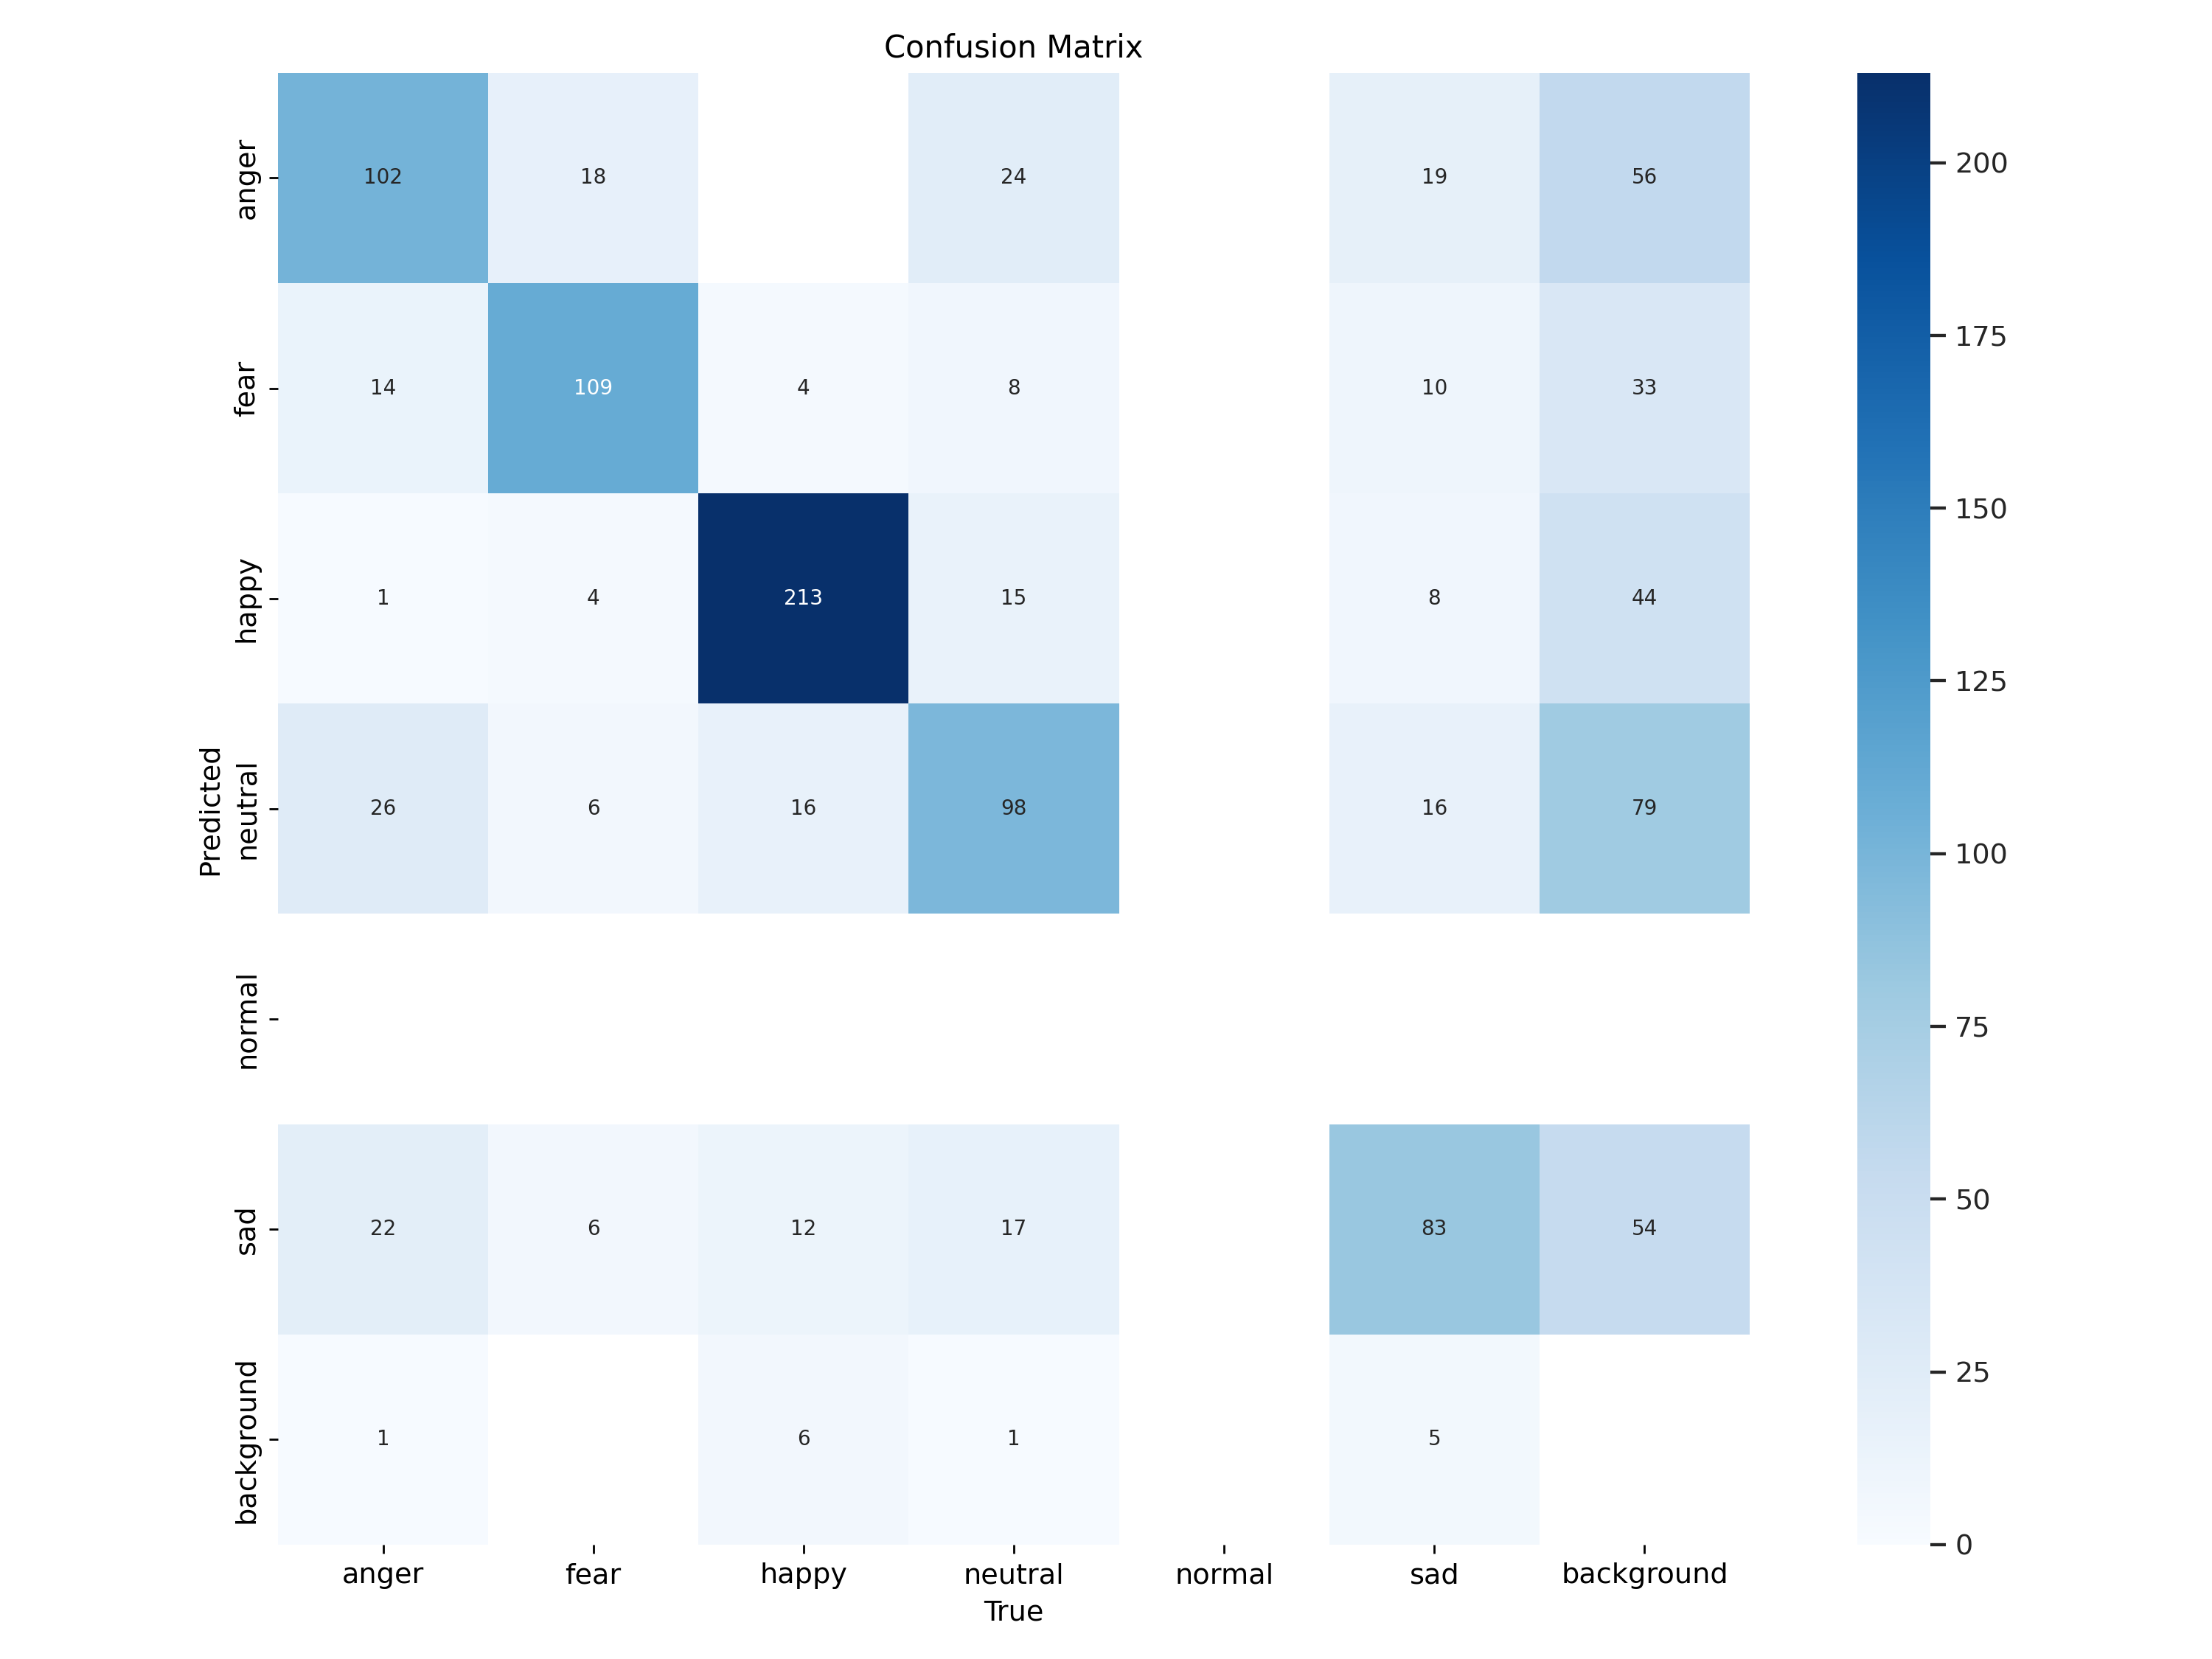 Confusion Matrix
anger 102 18 24 19 56
fear 14 109 4 8 10 33
happy 1 4 213 15 8 44
neutral 26 6 16 98 16 79
normal
sad 22 6 12 17 83 54
background 1 6 1 5
Predicted
anger fear happy neutral normal sad background
True
200
175
150
125
100
75
50
25
0